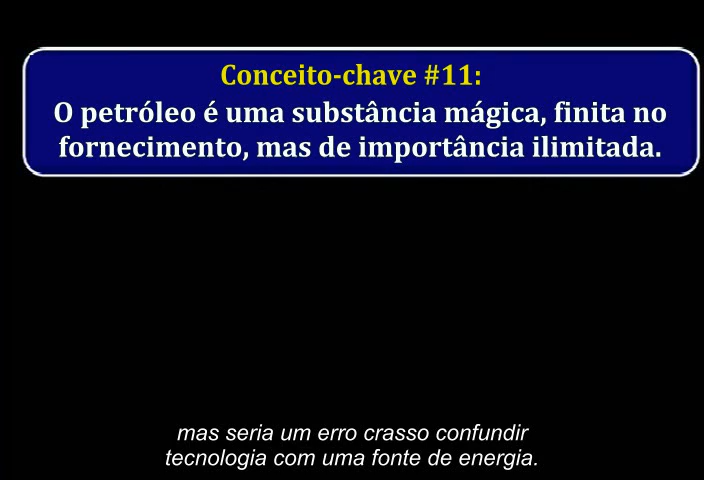 Conceito-chave #11:
O petróleo é uma substância mágica, finita no
fornecimento, mas de importância ilimitada.
mas seria um erro crasso confundir
tecnologia com uma fonte de energia.